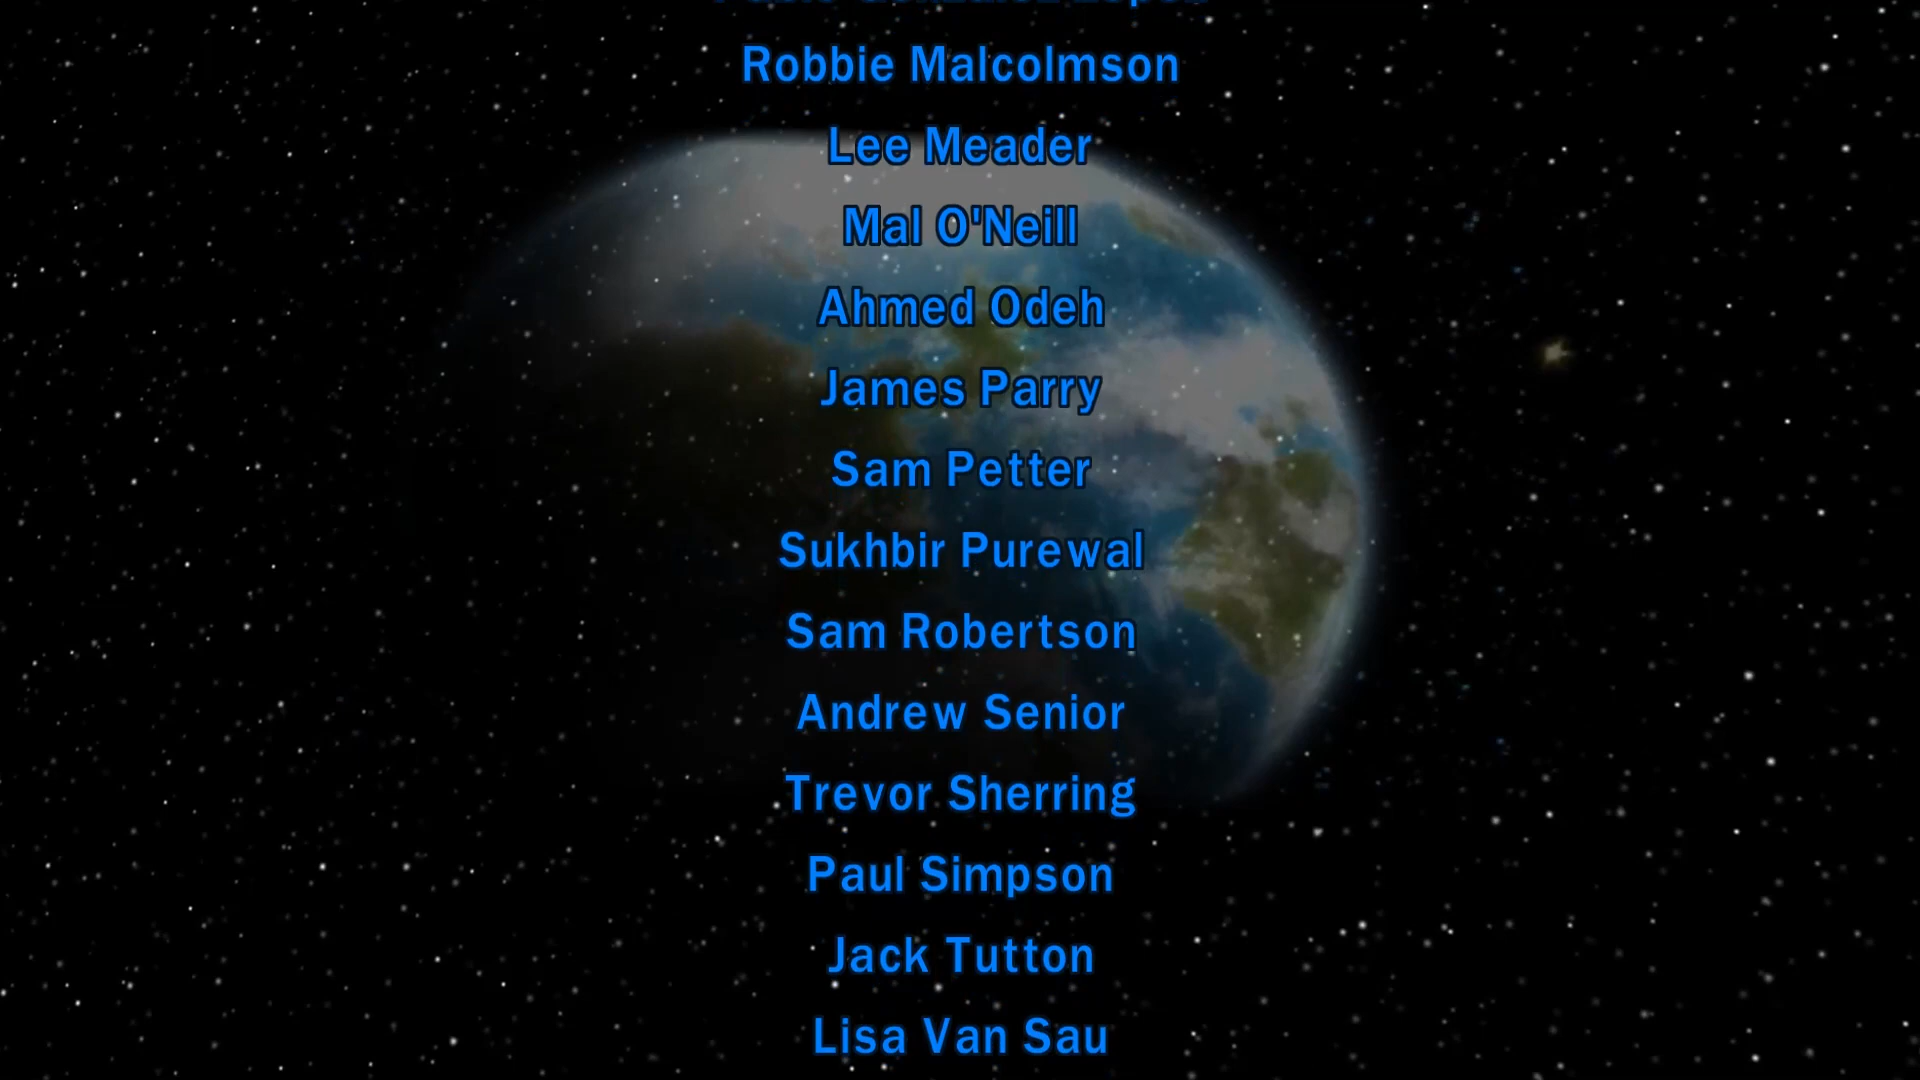 Robbie Malcolmson
Lee Meader
Mal O'Neill
Ahmed Odeh
James Parry
Sam Petter
Sukhbir Purewal
Sam Robertson
Andrew Senior
Trevor Sherring
Paul Simpson
Jack Tutton
Lisa Van Sau